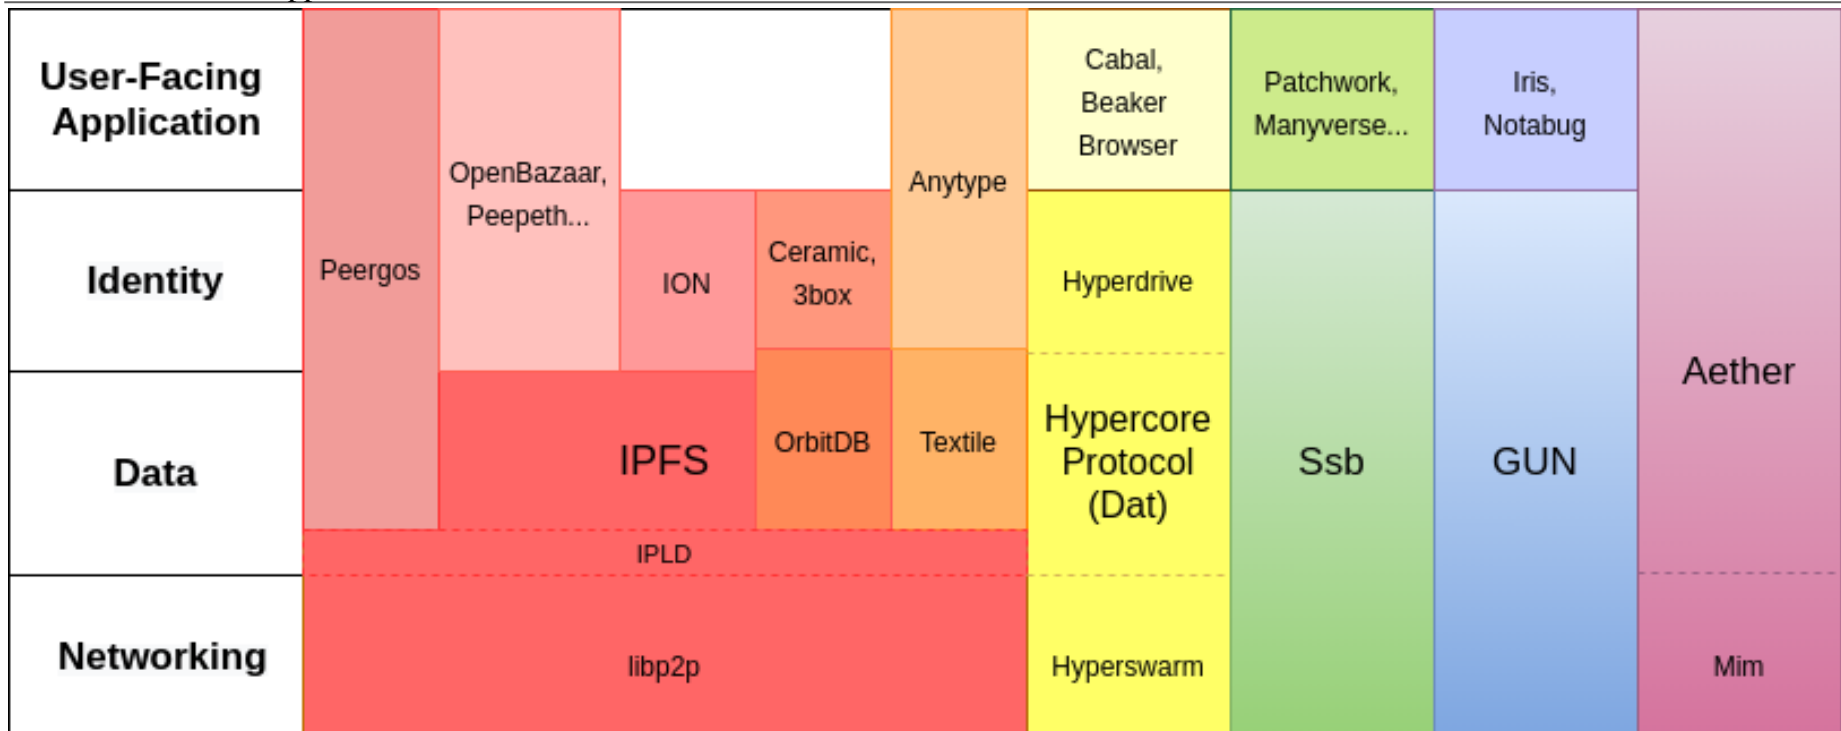 User-Facing
Application
Cabal,
Beaker
Browser
Patchwork,
Manyverse...
Iris,
Notabug
OpenBazaar,
Peepeth...
Anytype
Identity
Peergos
ION
Ceramic,
3box
Hyperdrive
Aether
Data
IPFS
OrbitDB
Textile
Hypercore
Protocol
(Dat)
Ssb
GUN
IPLD
Networking
libp2p
Hyperswarm
Mim